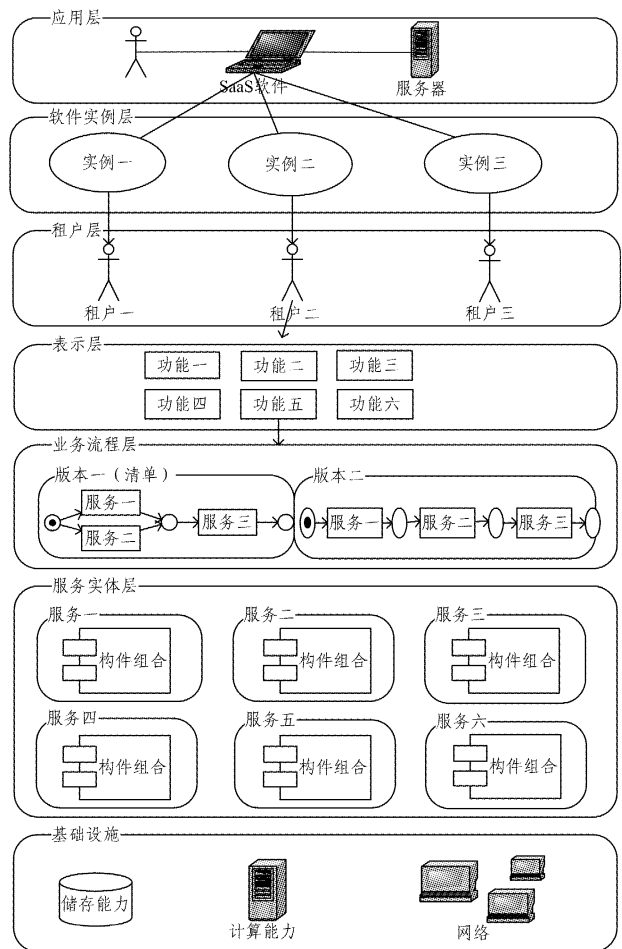 应用层
SaaS软件
服务器
软件实例层
实例一
实例二
实例三
租户层
租户一
租户二
租户三
表示层
功能一
功能二
功能三
功能四
功能五
功能六
业务流程层
版本一（清单）
版本二
服务一
服务二
服务三
服务一
服务二
服务三
服务实体层
服务一
服务二
服务三
构件组合
构件组合
构件组合
服务四
服务五
服务六
构件组合
构件组合
构件组合
基础设施
储存能力
计算能力
网络